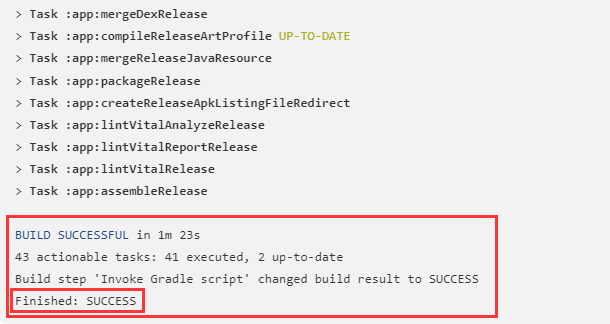 > Task :app:mergeDexRelease
> Task :app:compileReleaseArtProfile UP-TO-DATE
> Task :app:mergeReleaseJavaResource
> Task :app:packageRelease
> Task :app:createReleaseApkListingFileRedirect
> Task :app:lintVitalAnalyzeRelease
> Task :app:lintVitalReportRelease
> Task :app:lintVitalRelease
> Task :app:assembleRelease
BUILD SUCCESSFUL in 1m 23s
43 actionable tasks: 41 executed, 2 up-to-date
Build step 'Invoke Gradle script' changed build result to SUCCESS
Finished: SUCCESS